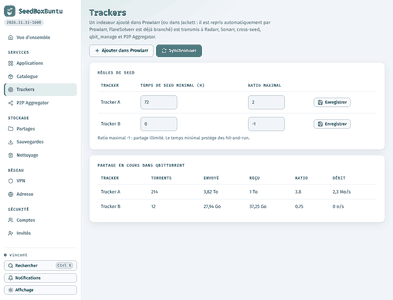 SeedBoxBuntu
2026.11.21-1608
Vue d'ensemble
SERVICES
Applications
Catalogue
Trackers
P2P Aggregator
STOCKAGE
Partages
Sauvegardes
Nettoyage
RÉSEAU
VPN
Adresse
SÉCURITÉ
Comptes
Invités
vincent
Rechercher Ctrl K
Notifications
Affichage
Trackers
Un indexeur ajouté dans Prowlarr (ou dans Jackett : il est repris automatiquement par
Prowlarr, FlareSolverr est déjà branché) est transmis à Radarr, Sonarr, cross-seed,
qbit_manage et P2P Aggregator.
+ Ajouter dans Prowlarr
Synchroniser
RÈGLES DE SEED
TRACKER TEMPS DE SEED MINIMAL (H) RATIO MAXIMAL
Tracker A 72 2 Enregistrer
Tracker B 0 -1 Enregistrer
Ratio maximal -1 : partage illimité. Le temps minimal protège des hit-and-run.
PARTAGE EN COURS DANS QBITTORRENT
TRACKER TORRENTS ENVOYÉ REÇU RATIO DÉBIT
Tracker A 214 3,82 To 1 To 3.8 2,3 Mo/s
Tracker B 12 27,94 Go 37,25 Go 0.75 0 o/s